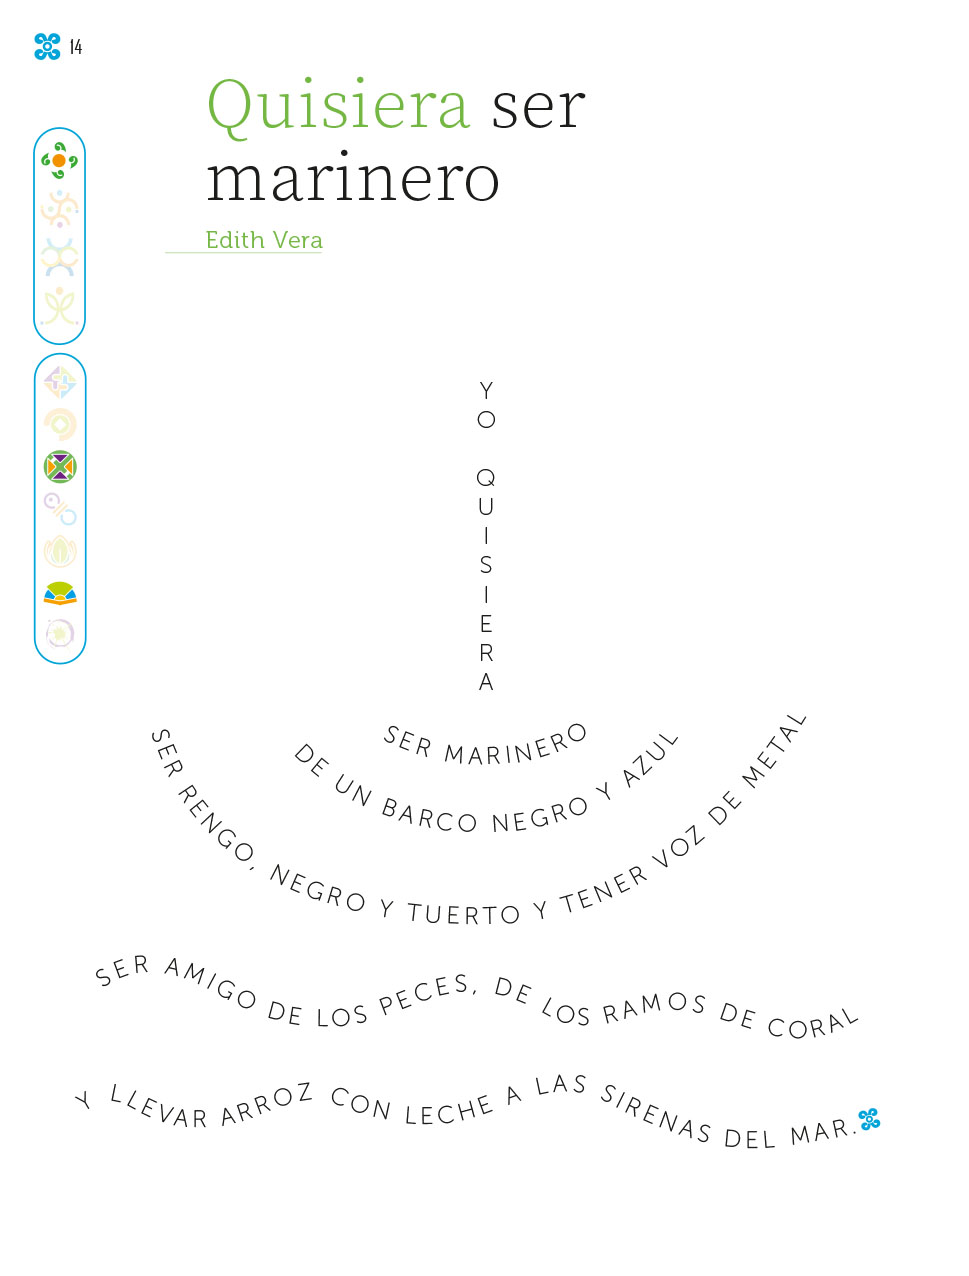 14
Quisiera ser
marinero
Edith Vera
YO QUISIERA
SER MARINERO
DE UN BARCO NEGRO Y AZUL
SER RENGO, NEGRO Y TUERTO Y TENER VOZ DE METAL
SER AMIGO DE LOS PECES, DE LOS RAMOS DE CORAL
Y LLEVAR ARROZ CON LECHE A LAS SIRENAS DEL MAR.